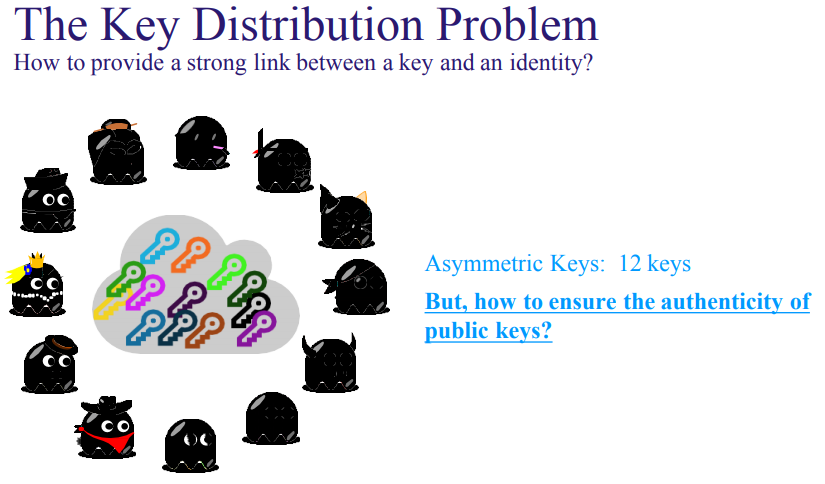 The Key Distribution Problem
How to provide a strong link between a key and an identity?
Asymmetric Keys:  12 keys
But, how to ensure the authenticity of
public keys?